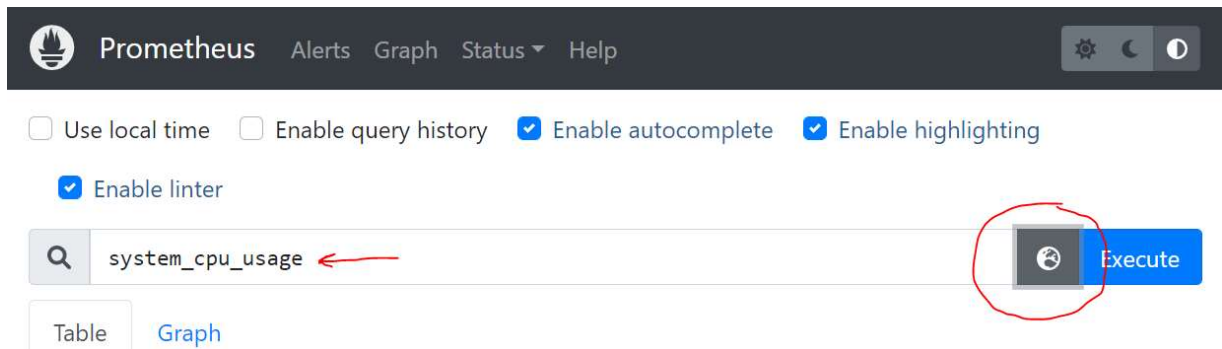 Prometheus Alerts Graph Status Help
Use local time Enable query history Enable autocomplete Enable highlighting
Enable linter
system_cpu_usage Execute
Table Graph